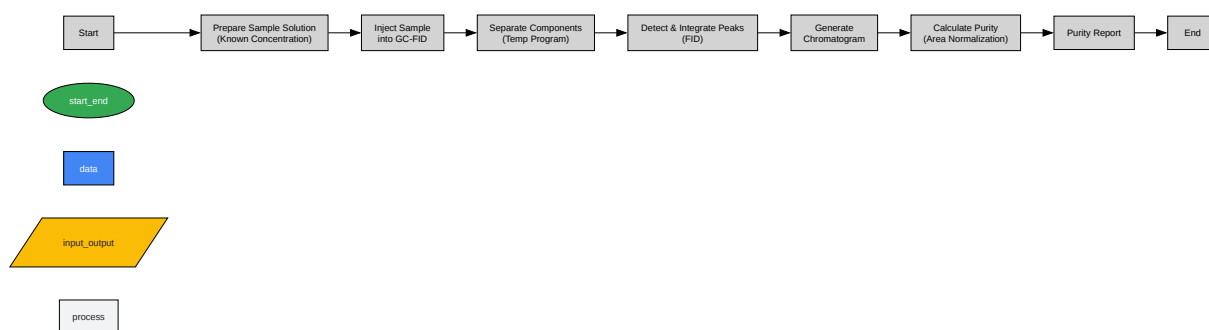 Start
Prepare Sample Solution
(Known Concentration)
Inject Sample
into GC-FID
Separate Components
(Temp Program)
Detect & Integrate Peaks
(FID)
Generate
Chromatogram
Calculate Purity
(Area Normalization)
Purity Report
End
start_end
data
input_output
process